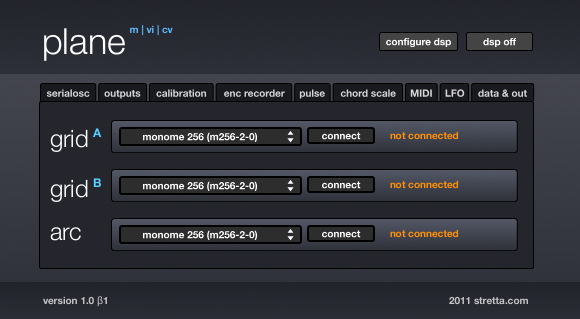 plane m | vi | cv
configure dsp dsp off
serialosc outputs calibration enc recorder pulse chord scale MIDI LFO data & out
grid A monome 256 (m256-2-0) connect not connected
grid B monome 256 (m256-2-0) connect not connected
arc monome 256 (m256-2-0) connect not connected
version 1.0 β1 2011 stretta.com